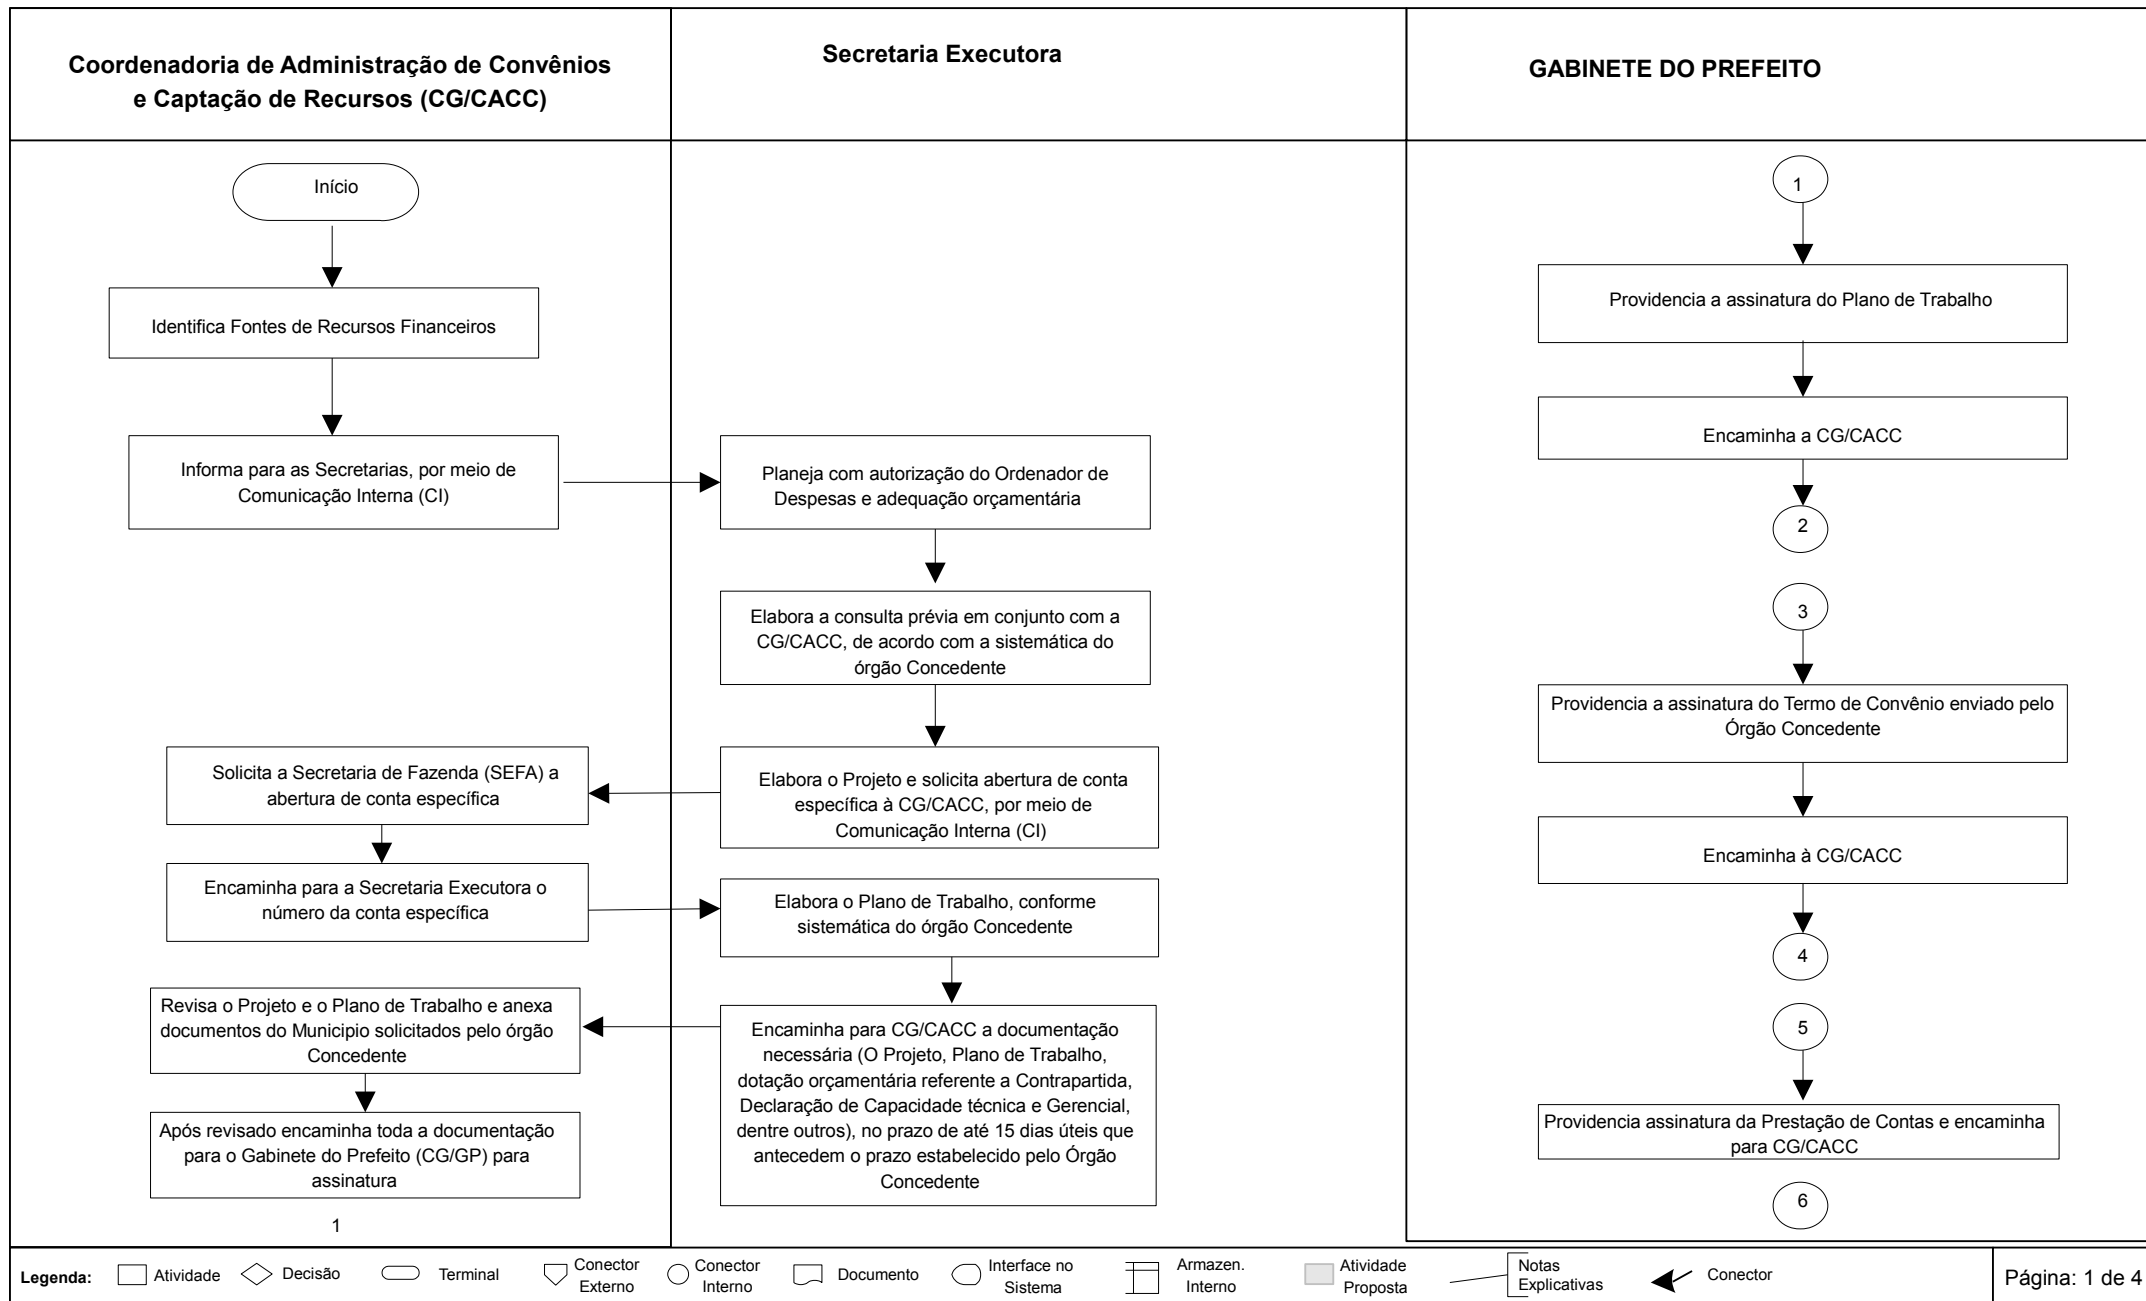 Coordenadoria de Administração de Convênios
e Captação de Recursos (CG/CACC)
Secretaria Executora
GABINETE DO PREFEITO
Início
Identifica Fontes de Recursos Financeiros
Informa para as Secretarias, por meio de
Comunicação Interna (CI)
Solicita a Secretaria de Fazenda (SEFA) a
abertura de conta específica
Encaminha para a Secretaria Executora o
número da conta específica
Revisa o Projeto e o Plano de Trabalho e anexa
documentos do Municipio solicitados pelo órgão
Concedente
Após revisado encaminha toda a documentação
para o Gabinete do Prefeito (CG/GP) para
assinatura
1
Planeja com autorização do Ordenador de
Despesas e adequação orçamentária
Elabora a consulta prévia em conjunto com a
CG/CACC, de acordo com a sistemática do
órgão Concedente
Elabora o Projeto e solicita abertura de conta
específica à CG/CACC, por meio de
Comunicação Interna (CI)
Elabora o Plano de Trabalho, conforme
sistemática do órgão Concedente
Encaminha para CG/CACC a documentação
necessária (O Projeto, Plano de Trabalho,
dotação orçamentária referente a Contrapartida,
Declaração de Capacidade técnica e Gerencial,
dentre outros), no prazo de até 15 dias úteis que
antecedem o prazo estabelecido pelo Órgão
Concedente
1
Providencia a assinatura do Plano de Trabalho
Encaminha a CG/CACC
2
3
Providencia a assinatura do Termo de Convênio enviado pelo
Órgão Concedente
Encaminha à CG/CACC
4
5
Providencia assinatura da Prestação de Contas e encaminha
para CG/CACC
6
Legenda:
Atividade
Decisão
Terminal
Conector
Externo
Conector
Interno
Documento
Interface no
Sistema
Armazen.
Interno
Atividade
Proposta
Notas
Explicativas
Conector
Página: 1 de 4